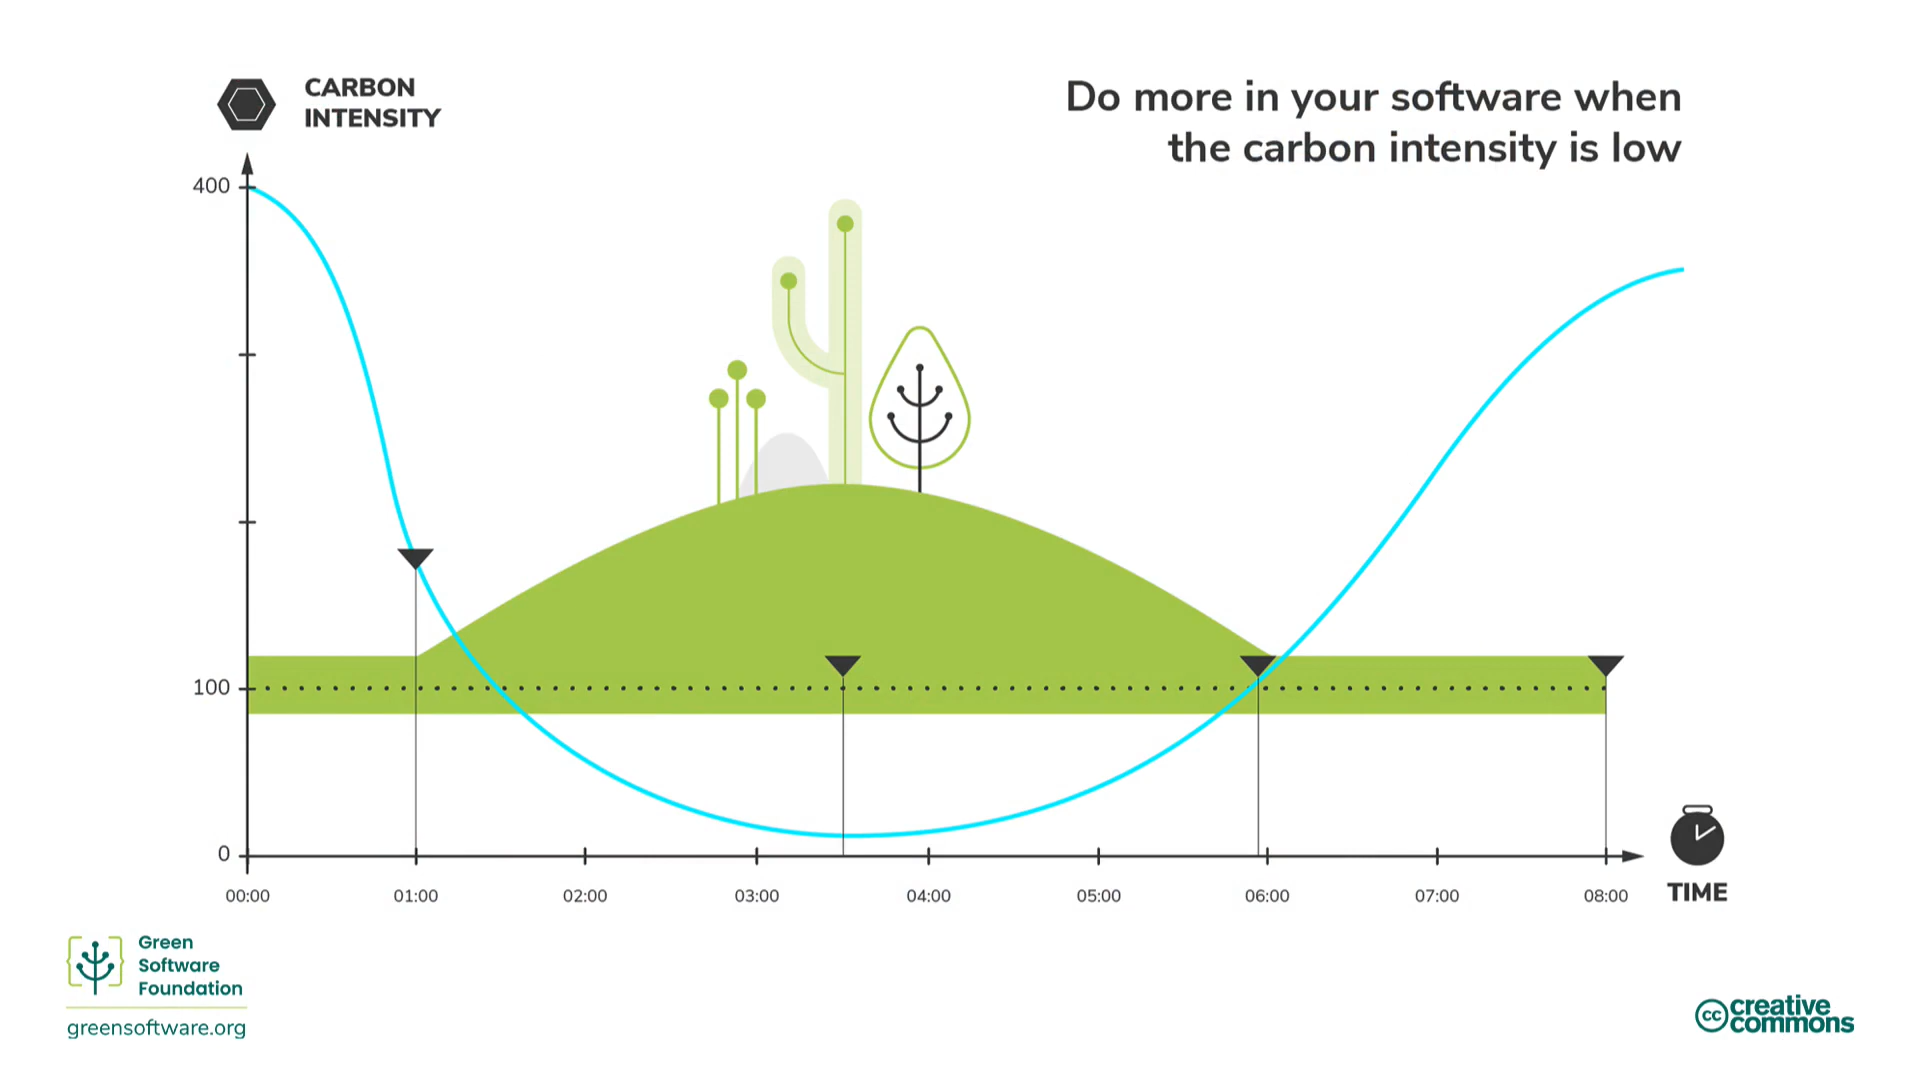 CARBON
INTENSITY
Do more in your software when
the carbon intensity is low
400
100
0
00:00 01:00 02:00 03:00 04:00 05:00 06:00 07:00 08:00
TIME
Green
Software
Foundation
greensoftware.org
cc creative
commons